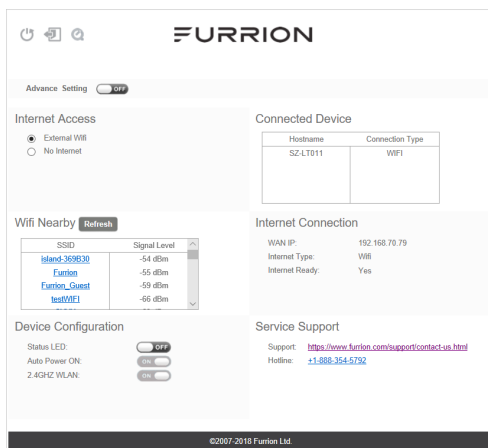 FURRION
Advance Setting OFF
Internet Access
External Wifi
No Internet
Connected Device
Hostname Connection Type
SZ-LT011 WIFI
Wifi Nearby Refresh
SSID Signal Level
island-369B30 -54 dBm
Furrion -55 dBm
Furrion_Guest -59 dBm
testWIFI -66 dBm
Internet Connection
WAN IP: 192.168.70.79
Internet Type: Wifi
Internet Ready: Yes
Device Configuration
Status LED: OFF
Auto Power ON: ON
2.4GHZ WLAN: ON
Service Support
Support: https://www.furrion.com/support/contact-us.html
Hotline: +1-888-354-5792
©2007-2018 Furrion Ltd.